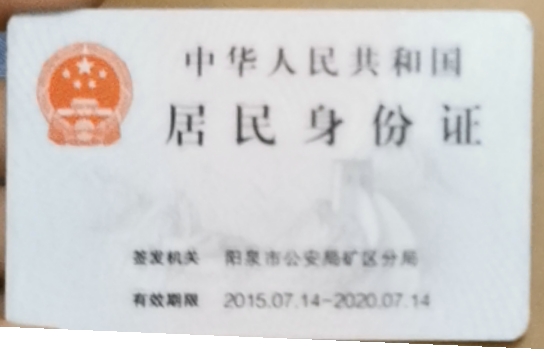 中华人民共和国
居民身份证
签发机关 阳泉市公安局矿区分局
有效期限 2015.07.14-2020.07.14